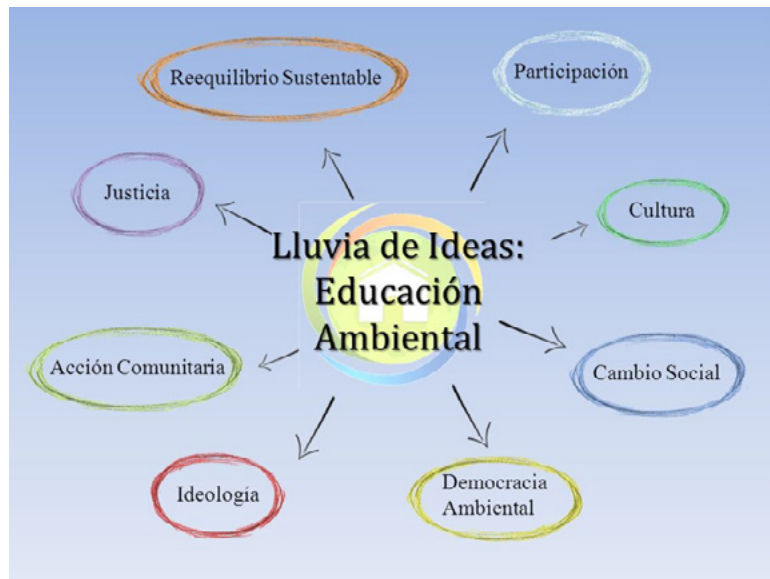 Reequilibrio Sustentable
Participación
Justicia
Cultura
Lluvia de Ideas:
Educación
Ambiental
Acción Comunitaria
Cambio Social
Ideología
Democracia
Ambiental